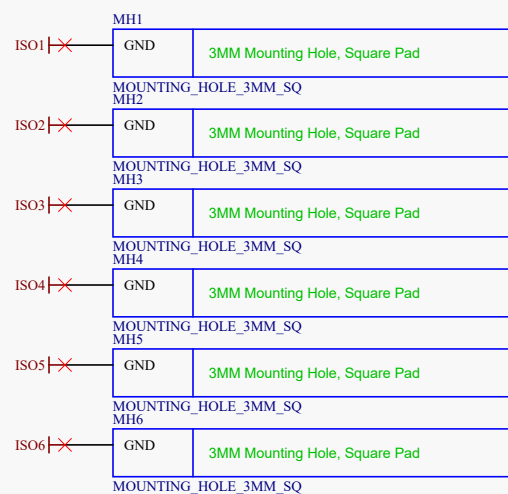 MH1
ISO1 GND 3MM Mounting Hole, Square Pad
MOUNTING_HOLE_3MM_SQ
MH2
ISO2 GND 3MM Mounting Hole, Square Pad
MOUNTING_HOLE_3MM_SQ
MH3
ISO3 GND 3MM Mounting Hole, Square Pad
MOUNTING_HOLE_3MM_SQ
MH4
ISO4 GND 3MM Mounting Hole, Square Pad
MOUNTING_HOLE_3MM_SQ
MH5
ISO5 GND 3MM Mounting Hole, Square Pad
MOUNTING_HOLE_3MM_SQ
MH6
ISO6 GND 3MM Mounting Hole, Square Pad
MOUNTING_HOLE_3MM_SQ